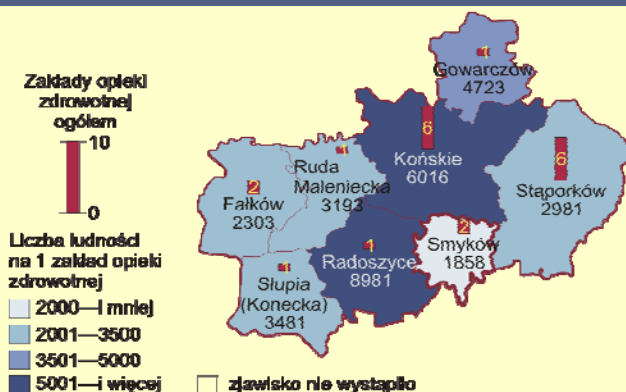 Zakłady opieki
zdrowotnej
ogółem
10
0
Liczba ludności
na 1 zakład opieki
zdrowotnej
2000—i mniej
2001—3500
3501—5000
5001—i więcej
zjawisko nie wystąpiło
1
Gowarczów
4723
6
Końskie
6016
1
Ruda
Maleniecka
3193
6
Stąporków
2981
2
Fałków
2303
2
Smyków
1858
1
Radoszyce
8981
1
Słupia
(Konecka)
3481